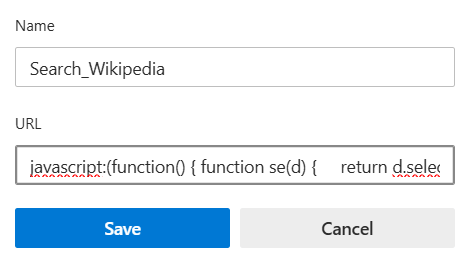 Name
Search_Wikipedia
URL
javascript:(function() { function se(d) {     return d.selec
Save
Cancel